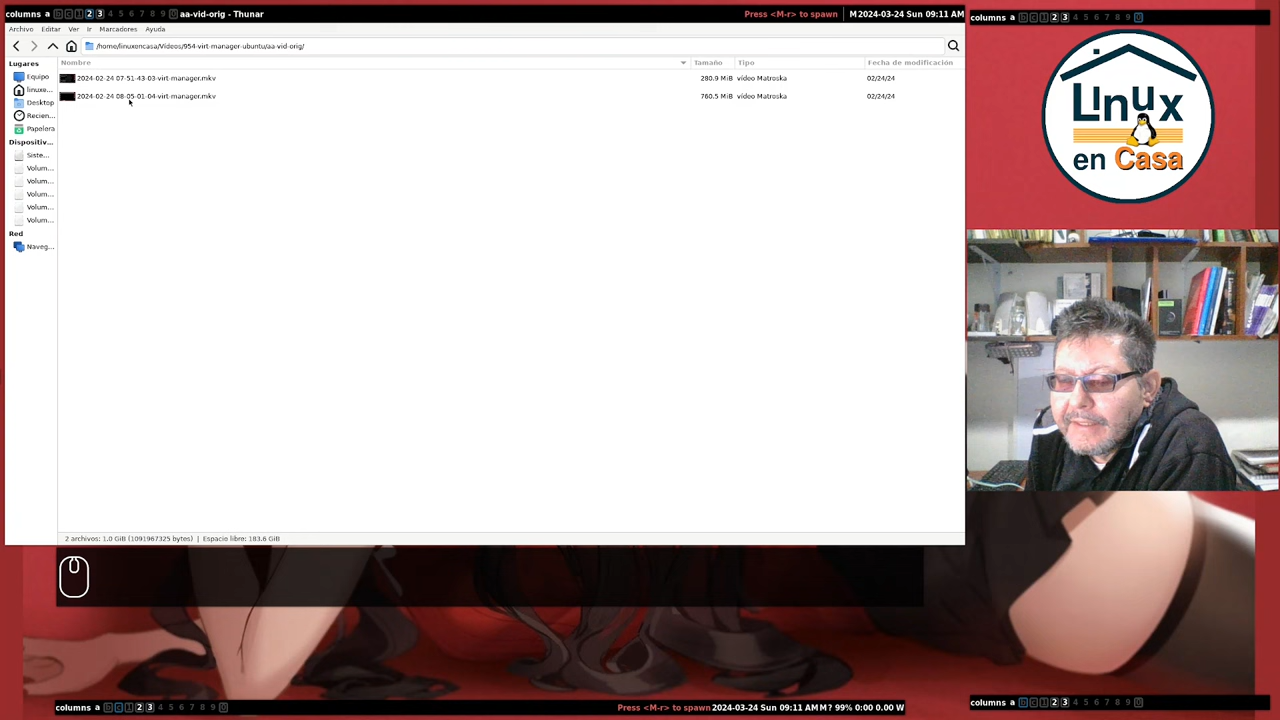 columns a b c 1 2 3 4 5 6 7 8 9 0 aa-vid-orig - Thunar Press <M-r> to spawn M 2024-03-24 Sun 09:11 AM
columns a b c 1 2 3 4 5 6 7 8 9 0
Archivo Editar Ver Ir Marcadores Ayuda
/home/linuxencasa/Vídeos/954-virt-manager-ubuntu/aa-vid-orig/
Lugares
Equipo
linuxe...
Desktop
Recien...
Papelera
Dispositiv...
Siste...
Volum...
Volum...
Volum...
Volum...
Volum...
Red
Naveg...
Nombre Tamaño Tipo Fecha de modificación
2024-02-24 07-51-43-03-virt-manager.mkv 280.9 MiB vídeo Matroska 02/24/24
2024-02-24 08-05-01-04-virt-manager.mkv 760.5 MiB vídeo Matroska 02/24/24
2 archivos: 1.0 GiB (1091967325 bytes) | Espacio libre: 183.6 GiB
Linux
en Casa
columns a b c 1 2 3 4 5 6 7 8 9 0 Press <M-r> to spawn 2024-03-24 Sun 09:11 AM M? 99% 0:00 0.00 W
columns a b c 1 2 3 4 5 6 7 8 9 0